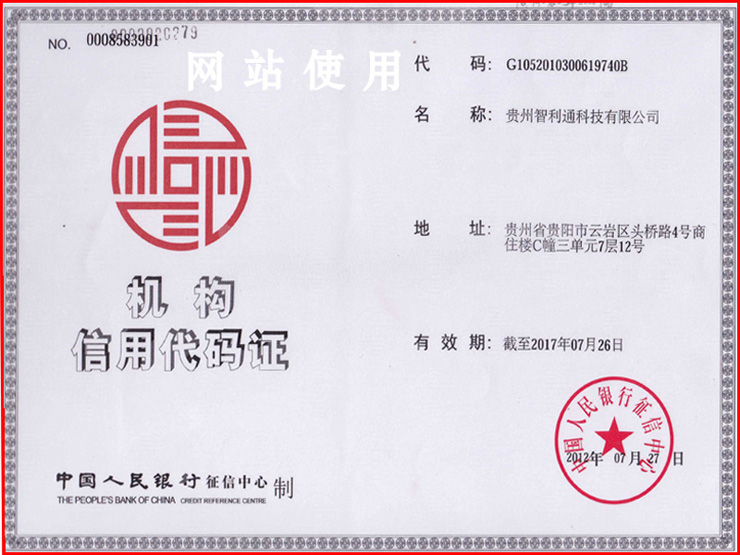 NO. 0008583901
网站使用
代 码: G1052010300619740B
名 称: 贵州智利通科技有限公司
地 址: 贵州省贵阳市云岩区头桥路4号商
住楼C幢三单元7层12号
机构
信用代码证
有 效 期: 截至2017年07月26日
中国人民银行征信中心
2012年 07月 27日
中国人民银行征信中心 制
THE PEOPLE'S BANK OF CHINA CREDIT REFERENCE CENTRE